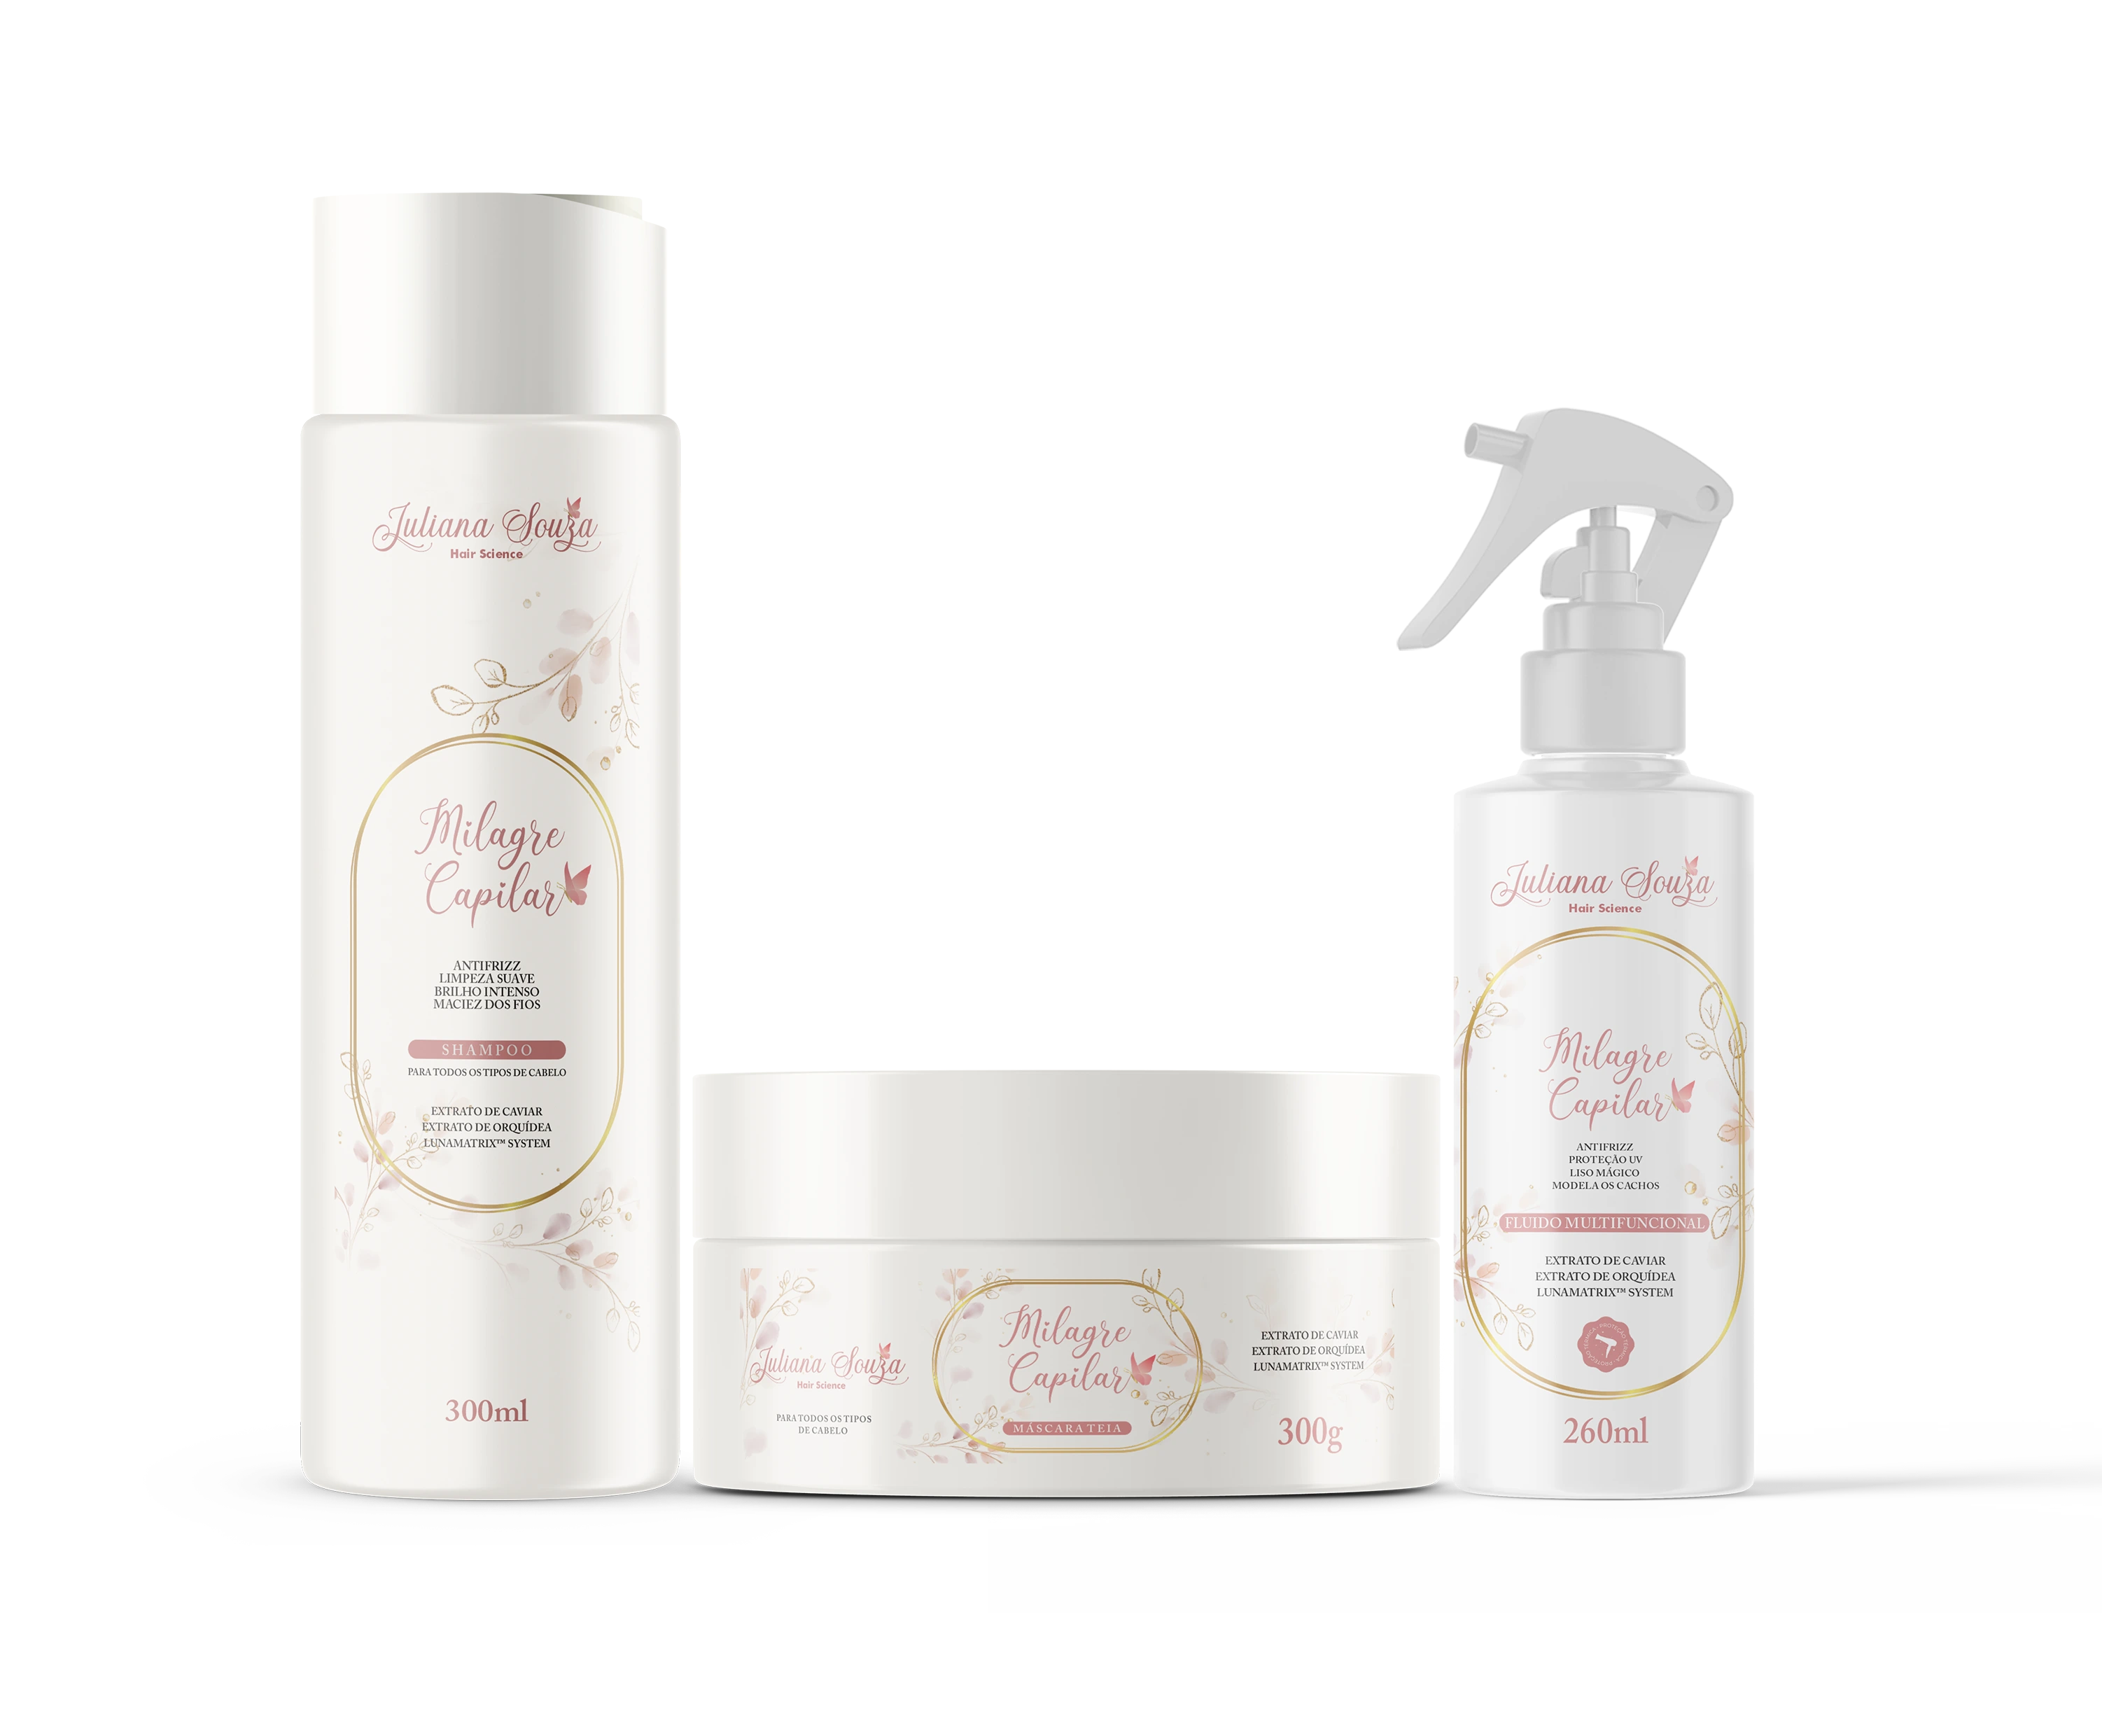 Juliana Souza
Hair Science
Milagre
Capilar
ANTIFRIZZ
LIMPEZA SUAVE
BRILHO INTENSO
MACIEZ DOS FIOS
SHAMPOO
PARA TODOS OS TIPOS DE CABELO
EXTRATO DE CAVIAR
EXTRATO DE ORQUÍDEA
LUNAMATRIX™ SYSTEM
300ml
Juliana Souza
Hair Science
PARA TODOS OS TIPOS
DE CABELO
Milagre
Capilar
MÁSCARA TEIA
EXTRATO DE CAVIAR
EXTRATO DE ORQUÍDEA
LUNAMATRIX™ SYSTEM
300g
Juliana Souza
Hair Science
Milagre
Capilar
ANTIFRIZZ
PROTEÇÃO UV
LISO MÁGICO
MODELA OS CACHOS
FLUIDO MULTIFUNCIONAL
EXTRATO DE CAVIAR
EXTRATO DE ORQUÍDEA
LUNAMATRIX™ SYSTEM
PROTEÇÃO TÉRMICA • PROTEÇÃO TÉRMICA
260ml